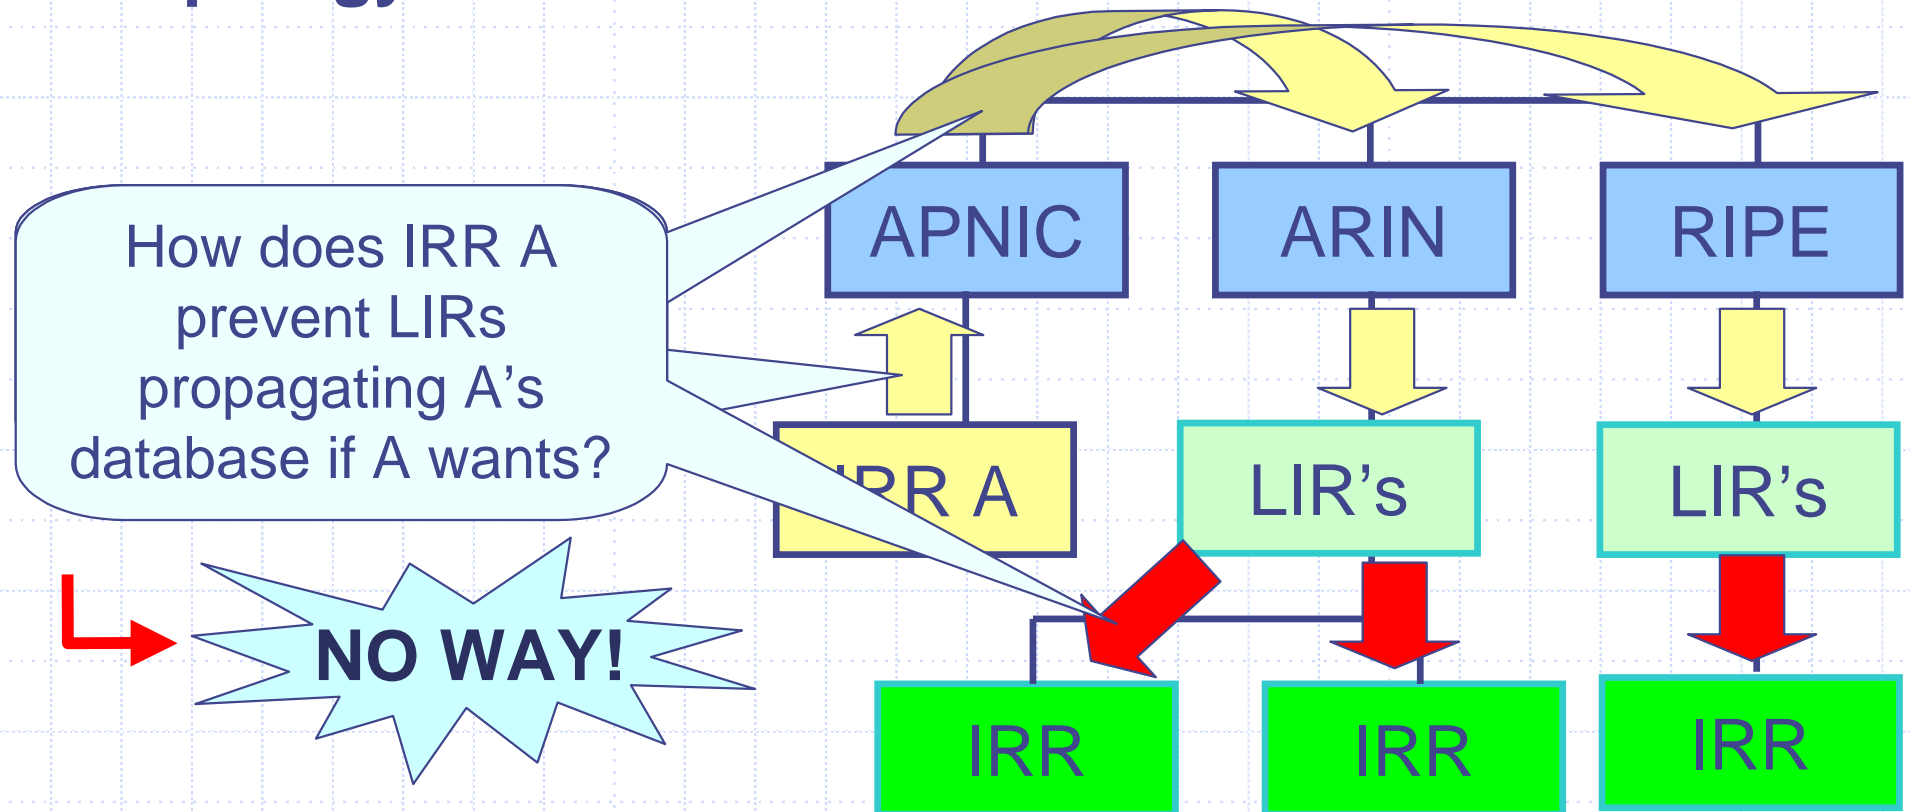 How does IRR A
prevent LIRs
propagating A's
database if A wants?
NO WAY!
APNIC
ARIN
RIPE
IRR A
LIR's
LIR's
IRR
IRR
IRR